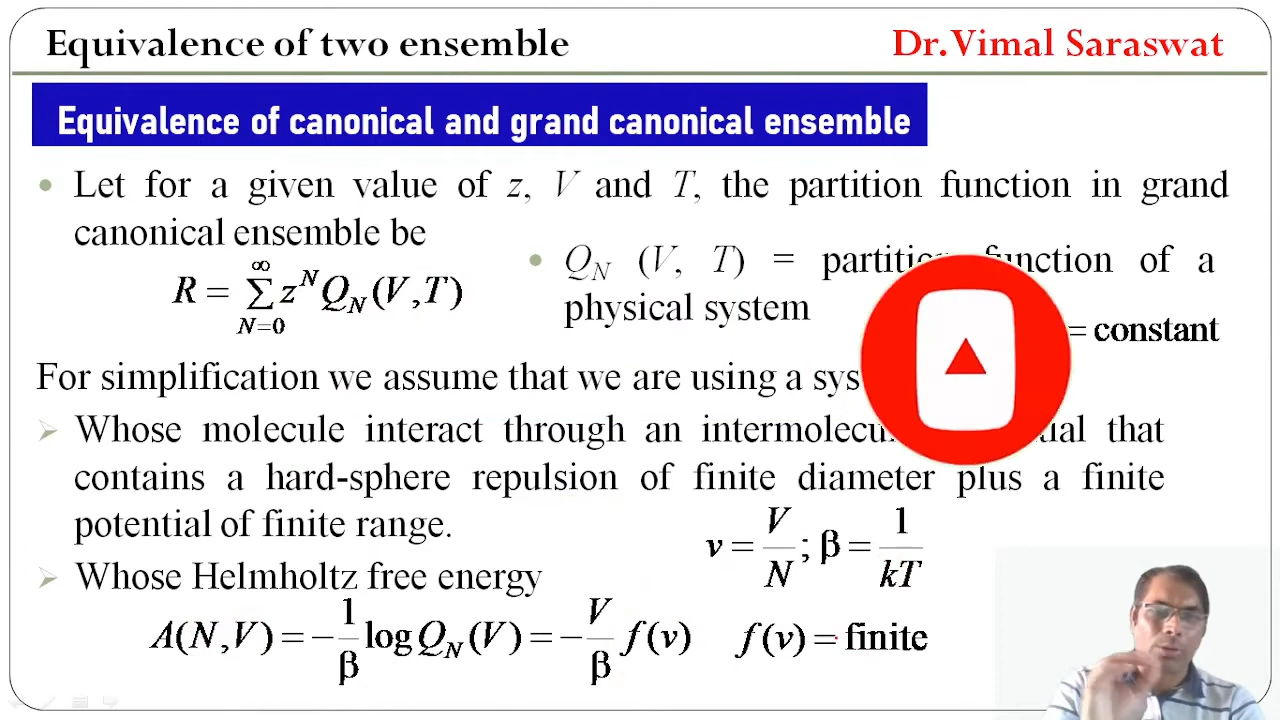 Equivalence of two ensemble
Dr. Vimal Saraswat
Equivalence of canonical and grand canonical ensemble
Let for a given value of z, V and T, the partition function in grand
canonical ensemble be
R = ∑_{N=0}^{∞} z^N Q_N (V,T)
Q_N (V, T) = partition function of a
physical system
= constant
For simplification we assume that we are using a
Whose molecule interact through an that
contains a hard-sphere repulsion of finite diameter plus a finite
potential of finite range.
v = V/N ; β = 1/kT
Whose Helmholtz free energy
A(N,V) = −1/β log Q_N (V) = −V/β f(v)
f(v) = finite